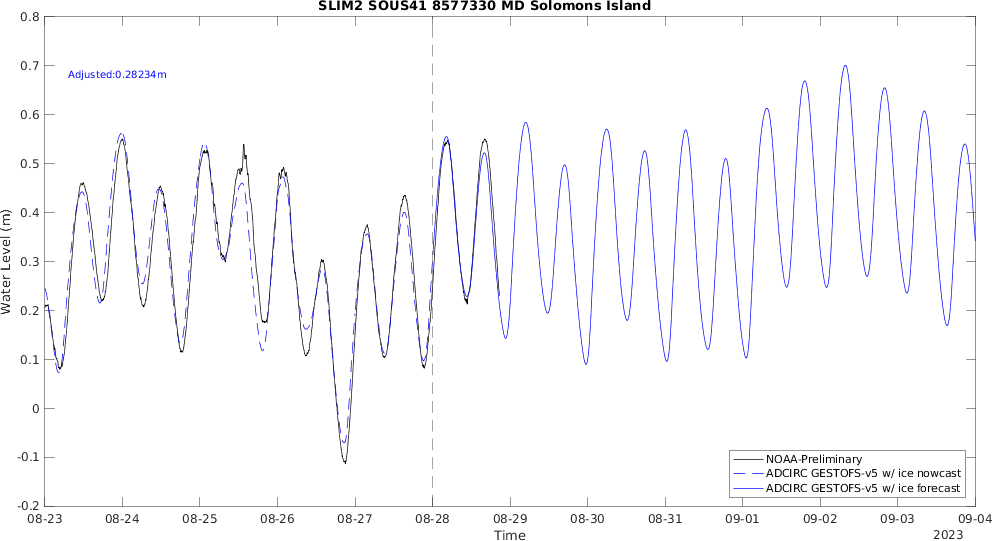 SLIM2 SOUS41 8577330 MD Solomons Island
0.8
0.7
Adjusted:0.28234m
0.6
0.5
0.4
0.3
0.2
0.1
0
-0.1
-0.2
Water Level (m)
NOAA-Preliminary
ADCIRC GESTOFS-v5 w/ ice nowcast
ADCIRC GESTOFS-v5 w/ ice forecast
08-23 08-24 08-25 08-26 08-27 08-28 08-29 08-30 08-31 09-01 09-02 09-03 09-04
Time
2023